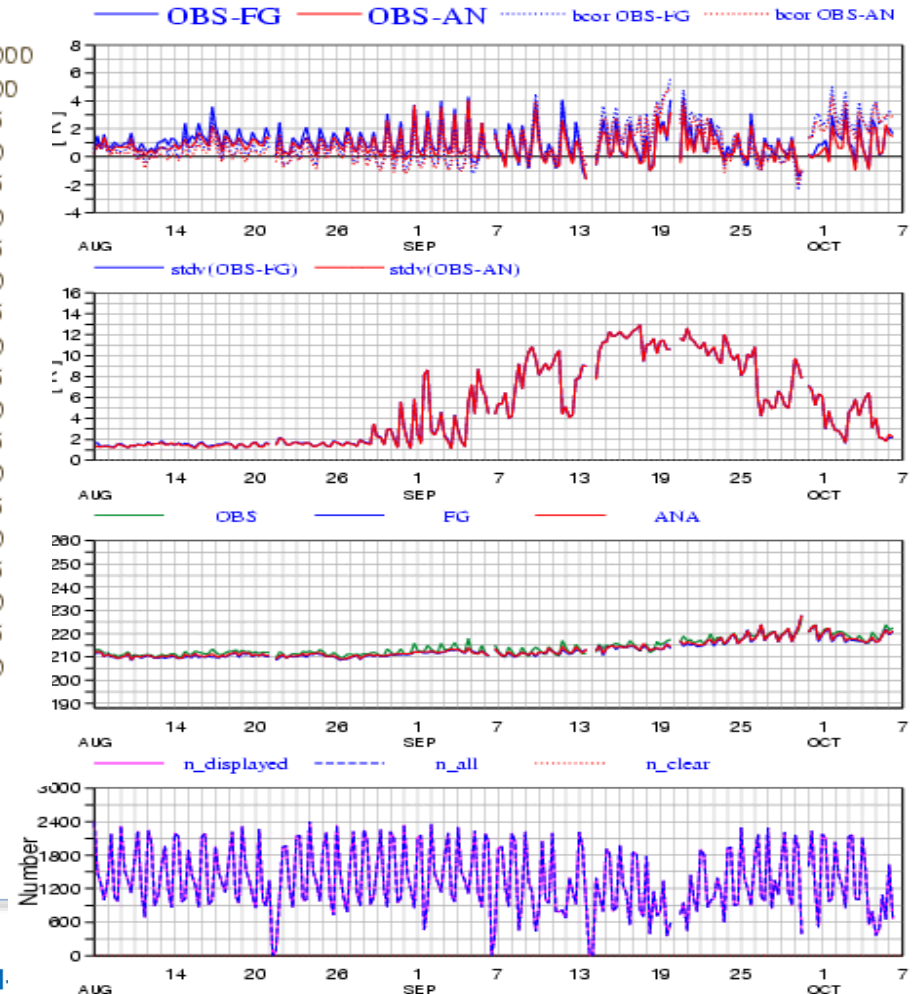 OBS-FG OBS-AN bcor OBS-FG bcor OBS-AN
8
6
4
2
0
-2
-4
14 20 26 1 7 13 19 25 1 7
AUG SEP OCT
stdv(OBS-FG) stdv(OBS-AN)
16
14
12
10
8
6
4
2
0
14 20 26 1 7 13 19 25 1 7
AUG SEP OCT
OBS FG ANA
260
250
240
230
220
210
200
190
14 20 26 1 7 13 19 25 1 7
AUG SEP OCT
n_displayed n_all n_clear
3000
2400
1800
1200
600
0
Number
14 20 26 1 7 13 19 25 1 7
AUG SEP OCT